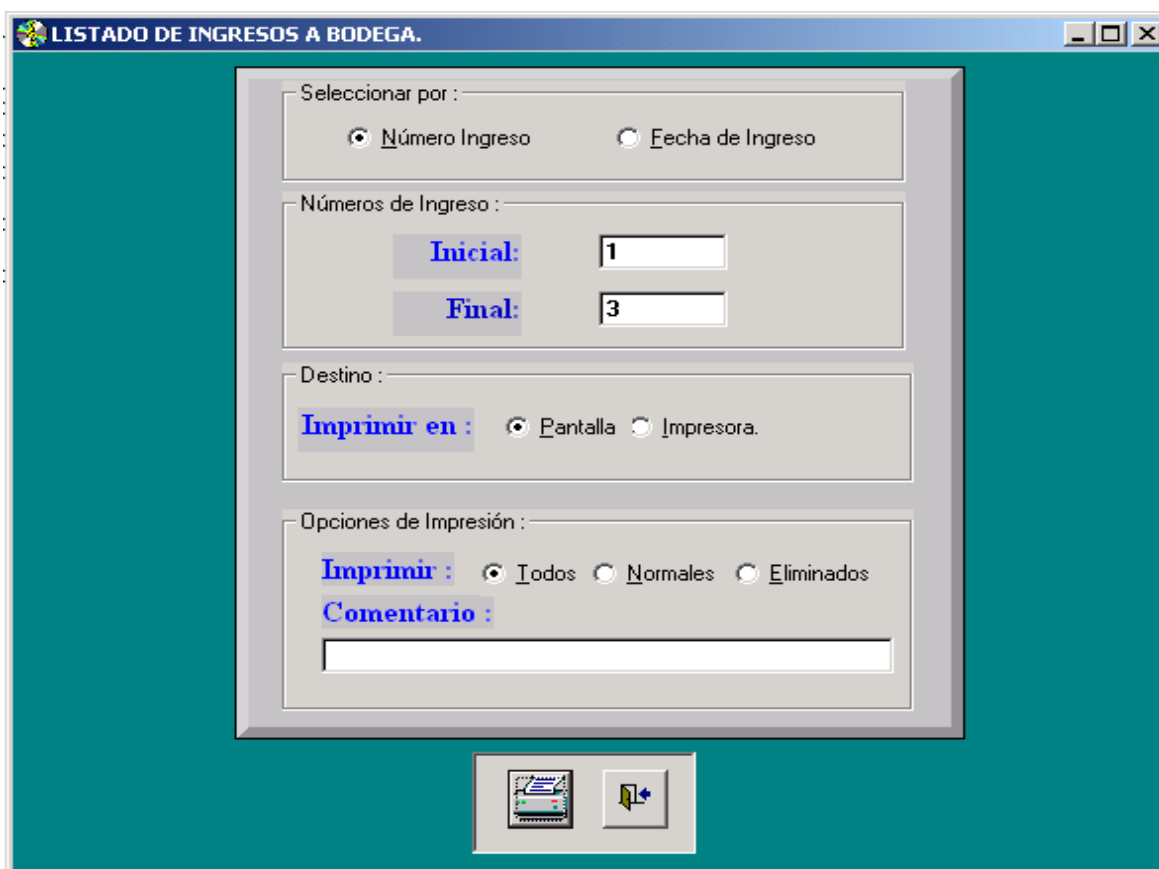 LISTADO DE INGRESOS A BODEGA.
Seleccionar por :
Número Ingreso Fecha de Ingreso
Números de Ingreso :
Inicial: 1
Final: 3
Destino :
Imprimir en : Pantalla Impresora.
Opciones de Impresión :
Imprimir : Todos Normales Eliminados
Comentario :